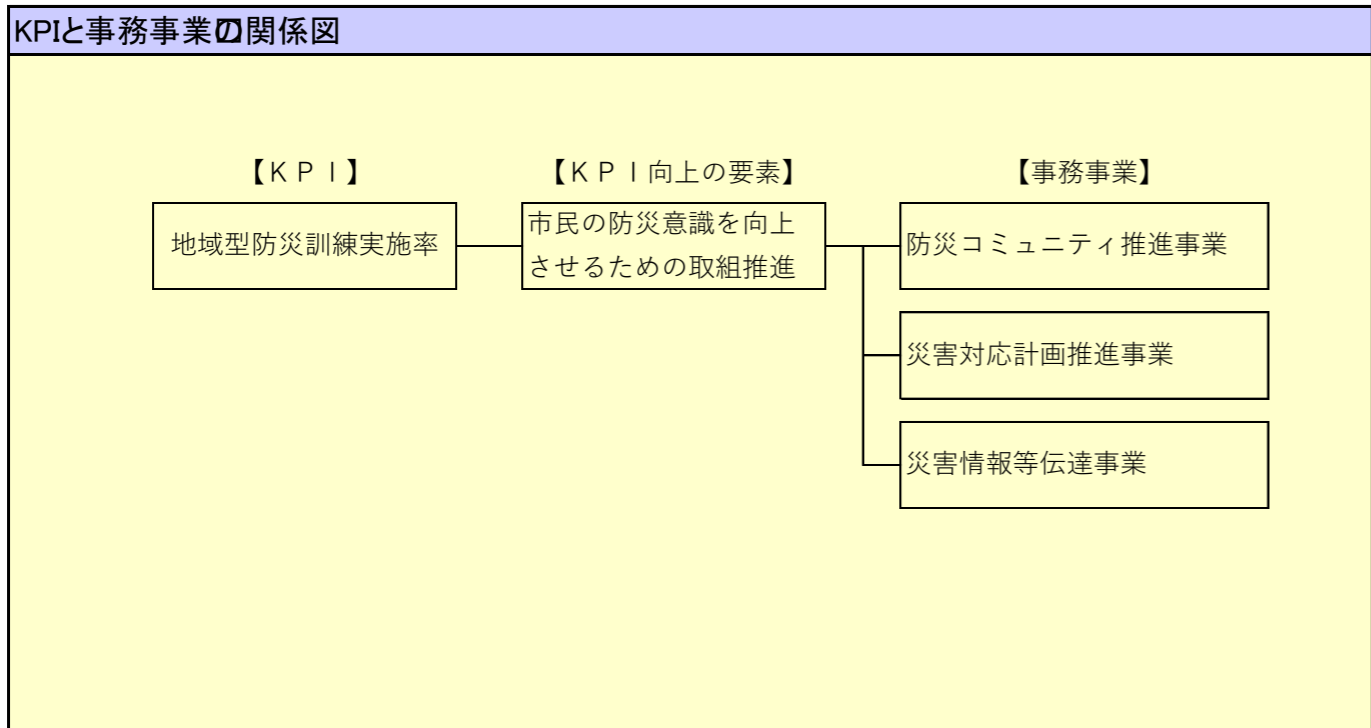 KPIと事務事業の関係図
【ＫＰＩ】
【ＫＰＩ向上の要素】
【事務事業】
地域型防災訓練実施率
市民の防災意識を向上
させるための取組推進
防災コミュニティ推進事業
災害対応計画推進事業
災害情報等伝達事業